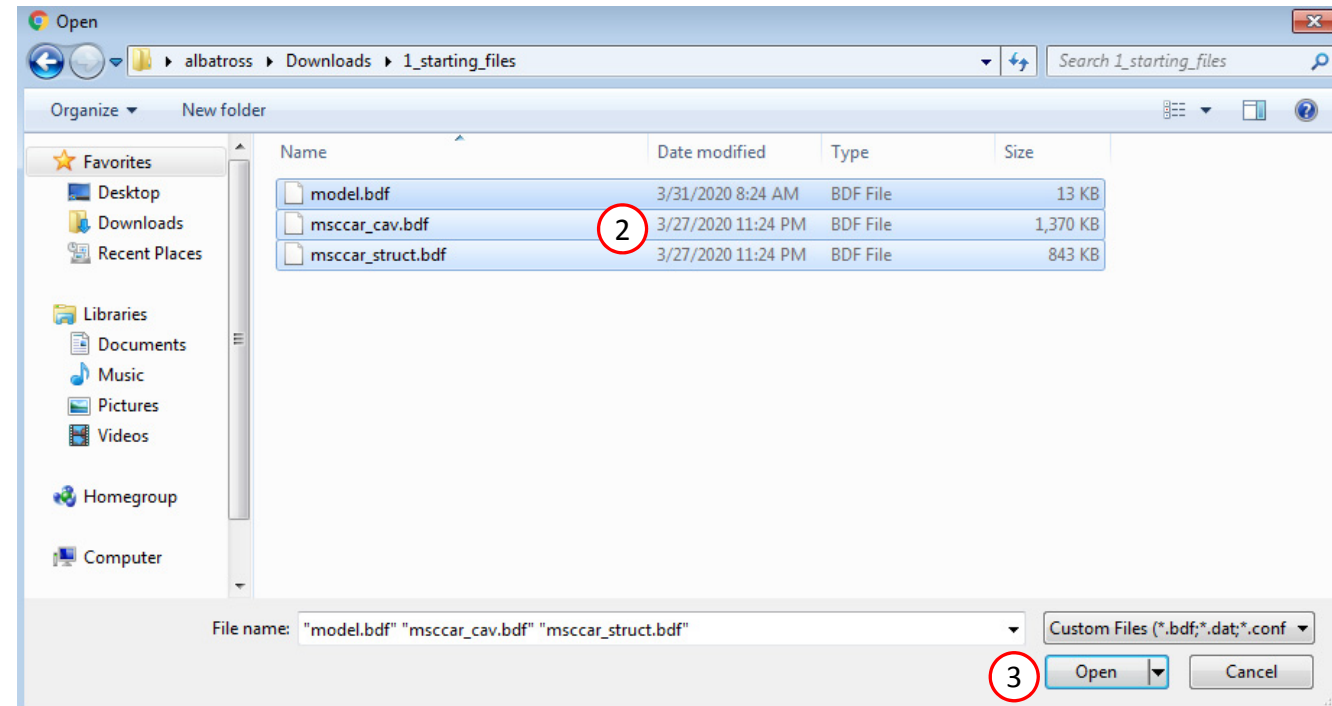 Open
albatross Downloads 1_starting_files Search 1_starting_files
Organize New folder
Name Date modified Type Size
Favorites
Desktop
Downloads
Recent Places
Libraries
Documents
Music
Pictures
Videos
Homegroup
Computer
model.bdf 3/31/2020 8:24 AM BDF File 13 KB
msccar_cav.bdf 2 3/27/2020 11:24 PM BDF File 1,370 KB
msccar_struct.bdf 3/27/2020 11:24 PM BDF File 843 KB
File name: "model.bdf" "msccar_cav.bdf" "msccar_struct.bdf" Custom Files (*.bdf;*.dat;*.conf
3 Open Cancel